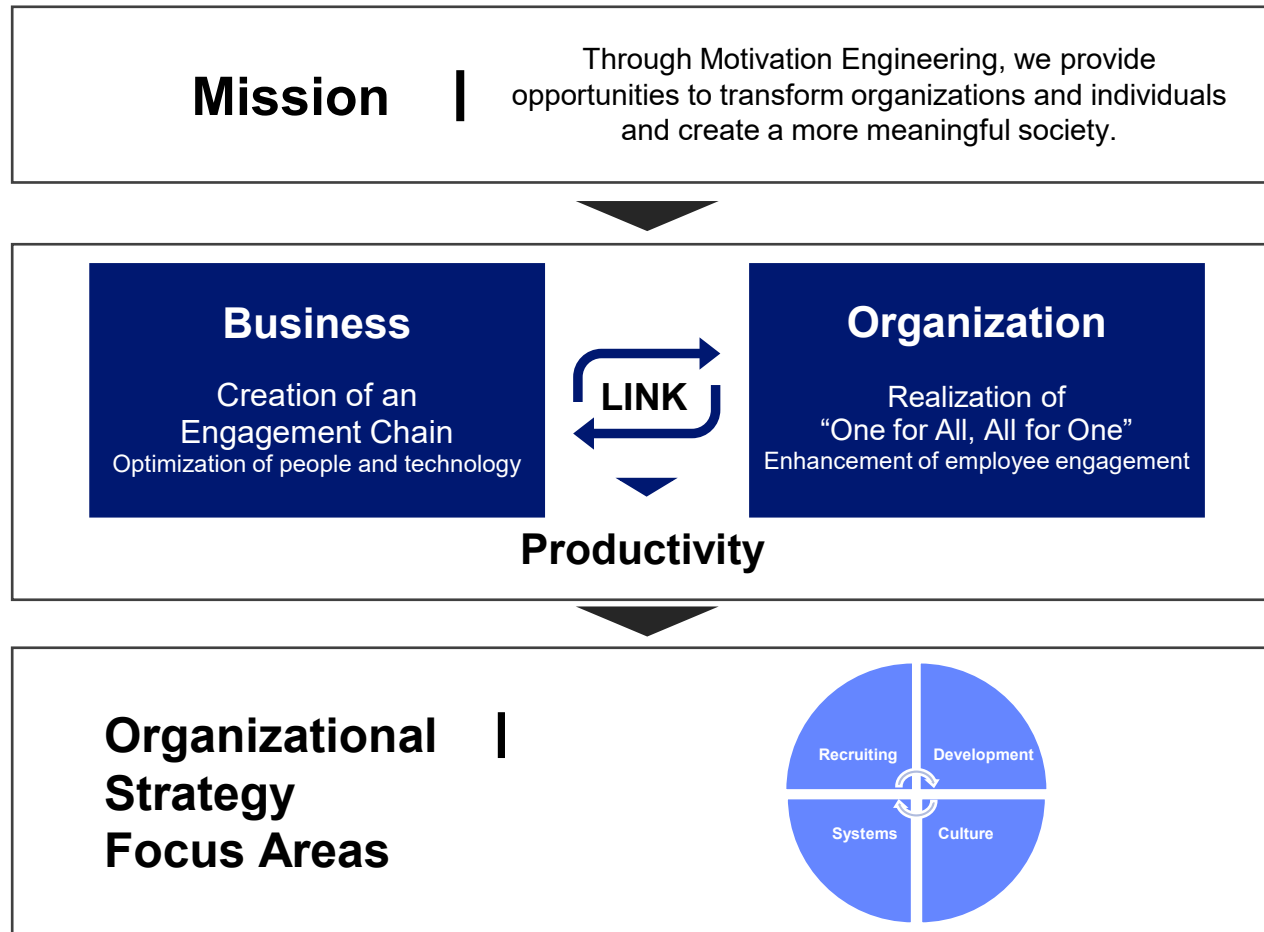 Mission
Through Motivation Engineering, we provide
opportunities to transform organizations and individuals
and create a more meaningful society.
Business
Creation of an
Engagement Chain
Optimization of people and technology
LINK
Organization
Realization of
“One for All, All for One”
Enhancement of employee engagement
Productivity
Organizational
Strategy
Focus Areas
Recruiting
Development
Systems
Culture